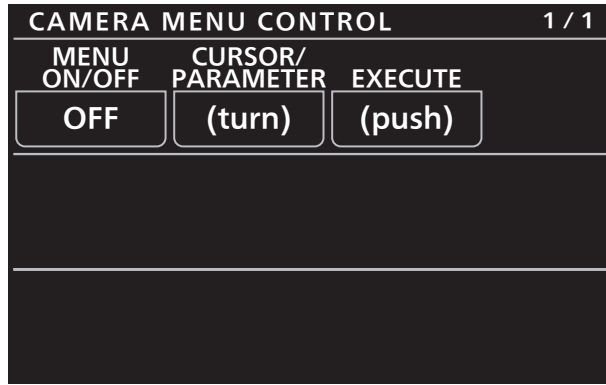 CAMERA MENU CONTROL 1 / 1
MENU ON/OFF CURSOR/ PARAMETER EXECUTE
OFF (turn) (push)